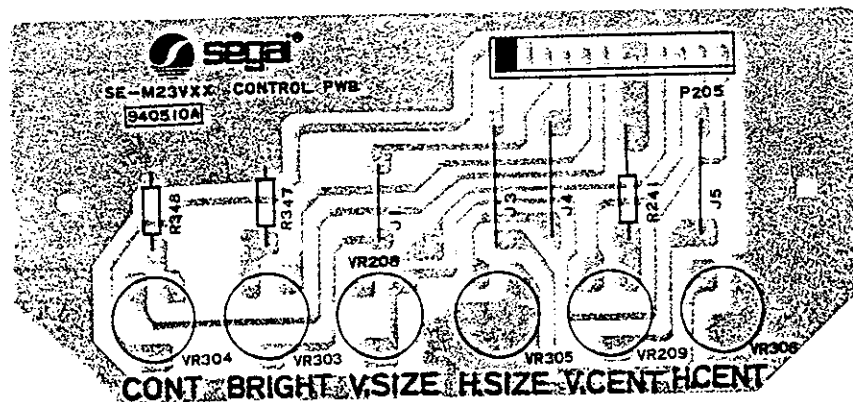 segai
SE-M23VXX CONTROL PWB
940510A
P205
R348
R347
J1
J3
J4
R241
J5
VR208
VR304
VR303
VR305
VR209
VR306
CONT BRIGHT V.SIZE H.SIZE V.CENT H.CENT